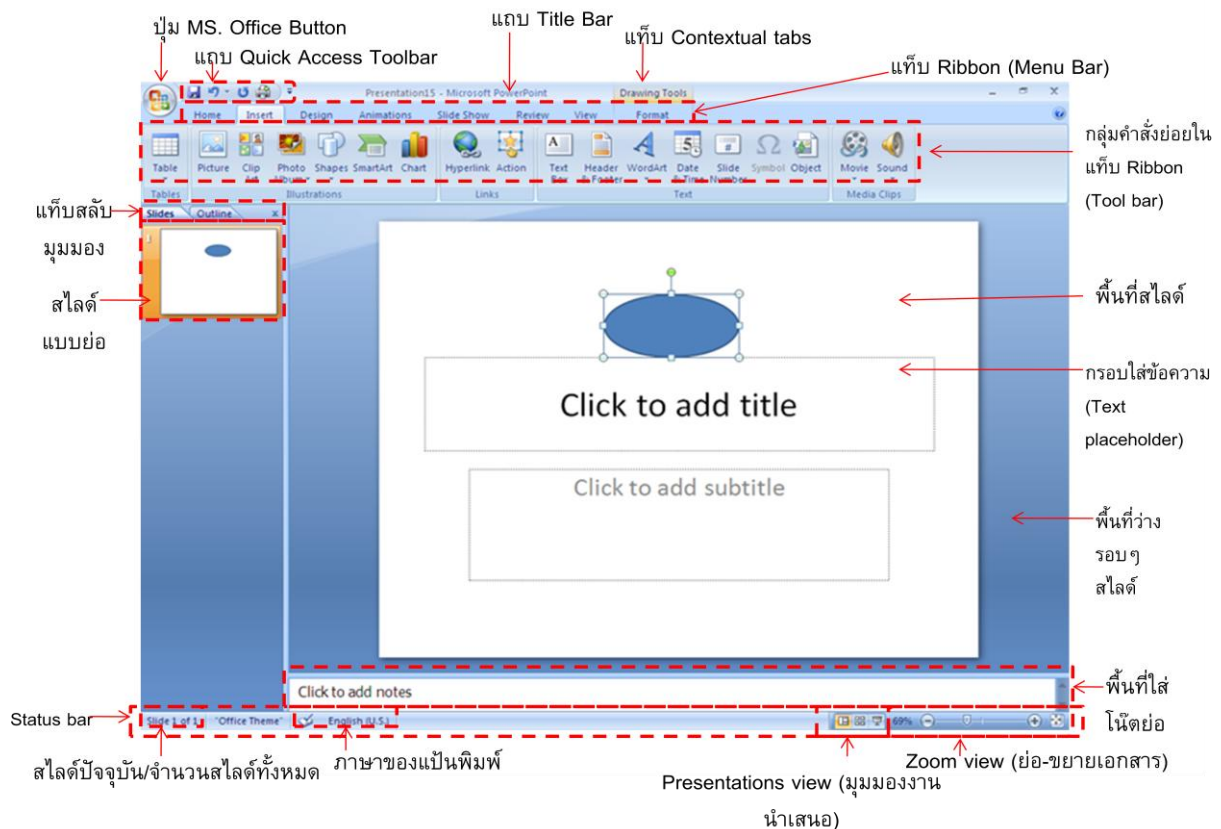 ปุ่ม MS. Office Button
แถบ Title Bar
แท็บ Contextual tabs
แถบ Quick Access Toolbar
แท็บ Ribbon (Menu Bar)
Presentation15 - Microsoft PowerPoint
Drawing Tools
Home Insert Design Animations Slide Show Review View Format
Table
Picture
Clip
Art
Photo
Album
Shapes
SmartArt
Chart
Hyperlink
Action
Text
Box
Header
& Footer
WordArt
Date
& Time
Slide
Number
Symbol
Object
Movie
Sound
Tables
Illustrations
Links
Text
Media Clips
กลุ่มคำสั่งย่อยใน
แท็บ Ribbon
(Tool bar)
แท็บสลับ
มุมมอง
Slides Outline
1
สไลด์
แบบย่อ
พื้นที่สไลด์
กรอบใส่ข้อความ
(Text
placeholder)
Click to add title
Click to add subtitle
พื้นที่ว่าง
รอบๆ
สไลด์
Click to add notes
พื้นที่ใส่
โน๊ตย่อ
Status bar
Slide 1 of 1
"Office Theme"
English (U.S.)
69%
สไลด์ปัจจุบัน/จำนวนสไลด์ทั้งหมด
ภาษาของแป้นพิมพ์
Zoom view (ย่อ-ขยายเอกสาร)
Presentations view (มุมมองงาน
นำเสนอ)